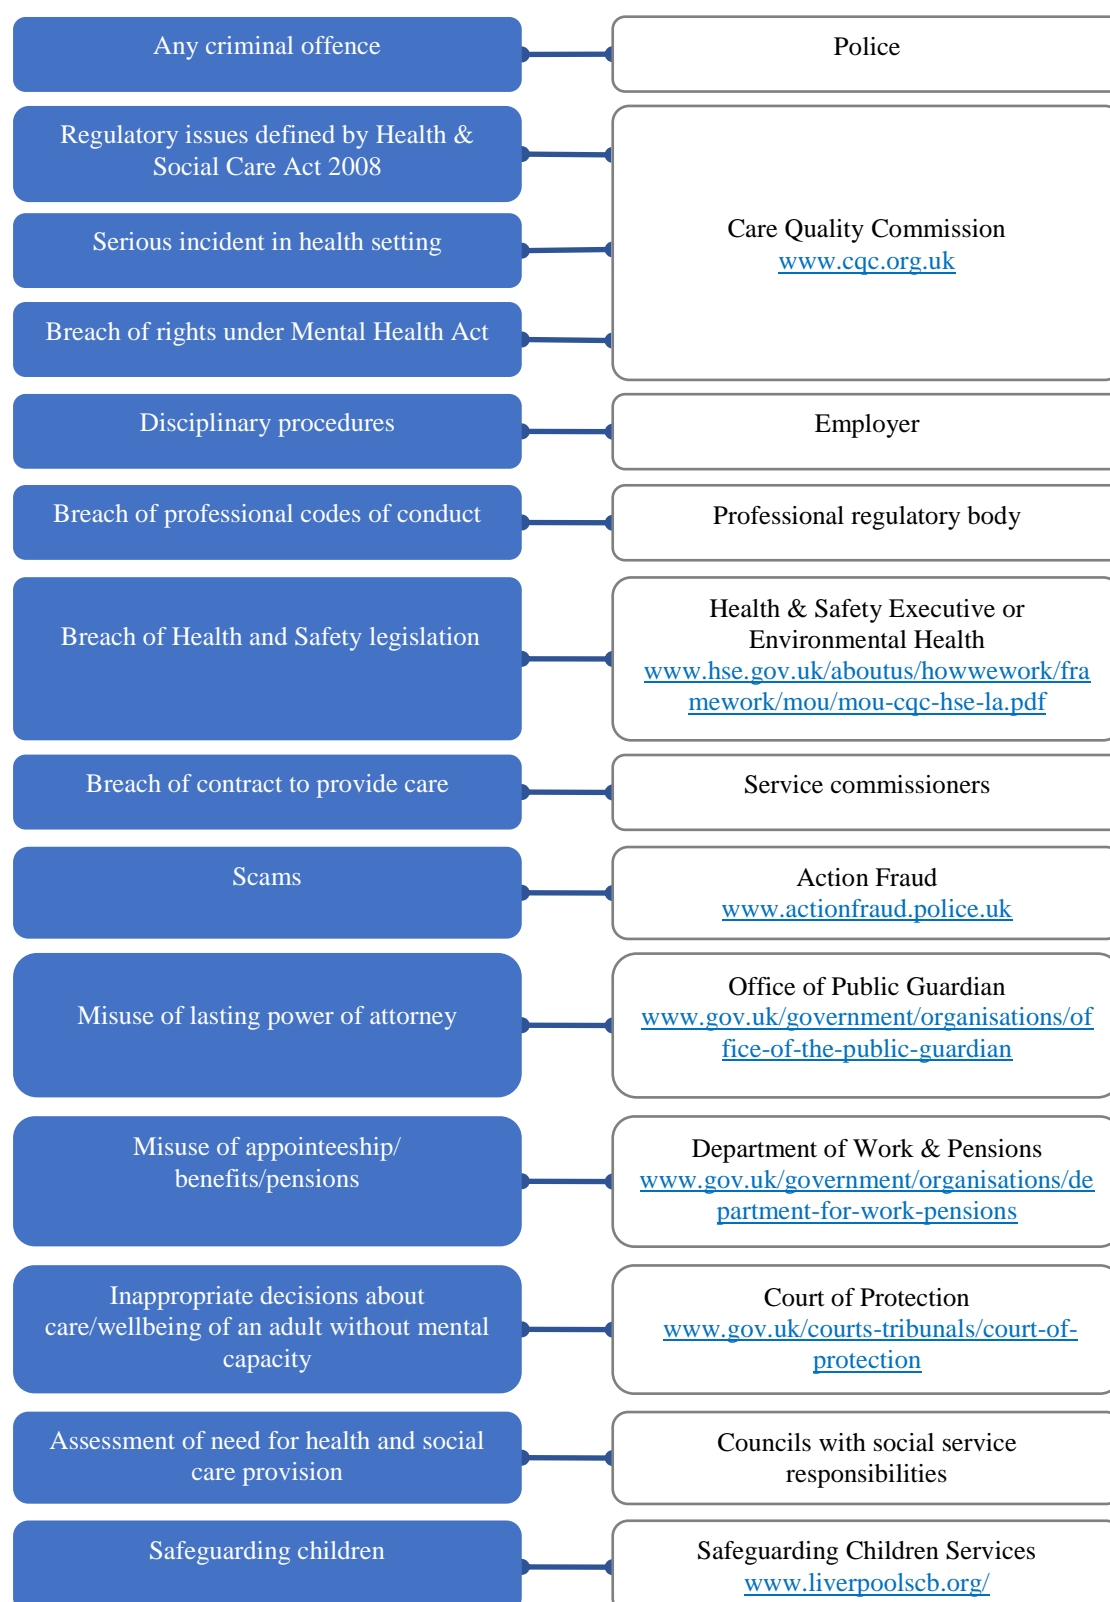 Any criminal offence
Police
Regulatory issues defined by Health &
Social Care Act 2008
Serious incident in health setting
Breach of rights under Mental Health Act
Care Quality Commission
www.cqc.org.uk
Disciplinary procedures
Employer
Breach of professional codes of conduct
Professional regulatory body
Breach of Health and Safety legislation
Health & Safety Executive or
Environmental Health
www.hse.gov.uk/aboutus/howwework/fra
mework/mou/mou-cqc-hse-la.pdf
Breach of contract to provide care
Service commissioners
Scams
Action Fraud
www.actionfraud.police.uk
Misuse of lasting power of attorney
Office of Public Guardian
www.gov.uk/government/organisations/of
fice-of-the-public-guardian
Misuse of appointeeship/
benefits/pensions
Department of Work & Pensions
www.gov.uk/government/organisations/de
partment-for-work-pensions
Inappropriate decisions about
care/wellbeing of an adult without mental
capacity
Court of Protection
www.gov.uk/courts-tribunals/court-of-
protection
Assessment of need for health and social
care provision
Councils with social service
responsibilities
Safeguarding children
Safeguarding Children Services
www.liverpoolscb.org/